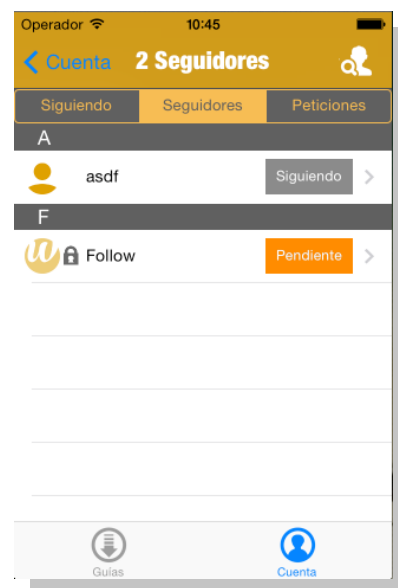 Operador 10:45
Cuenta 2 Seguidores
Siguiendo Seguidores Peticiones
A
asdf Siguiendo
F
Follow Pendiente
Guías Cuenta